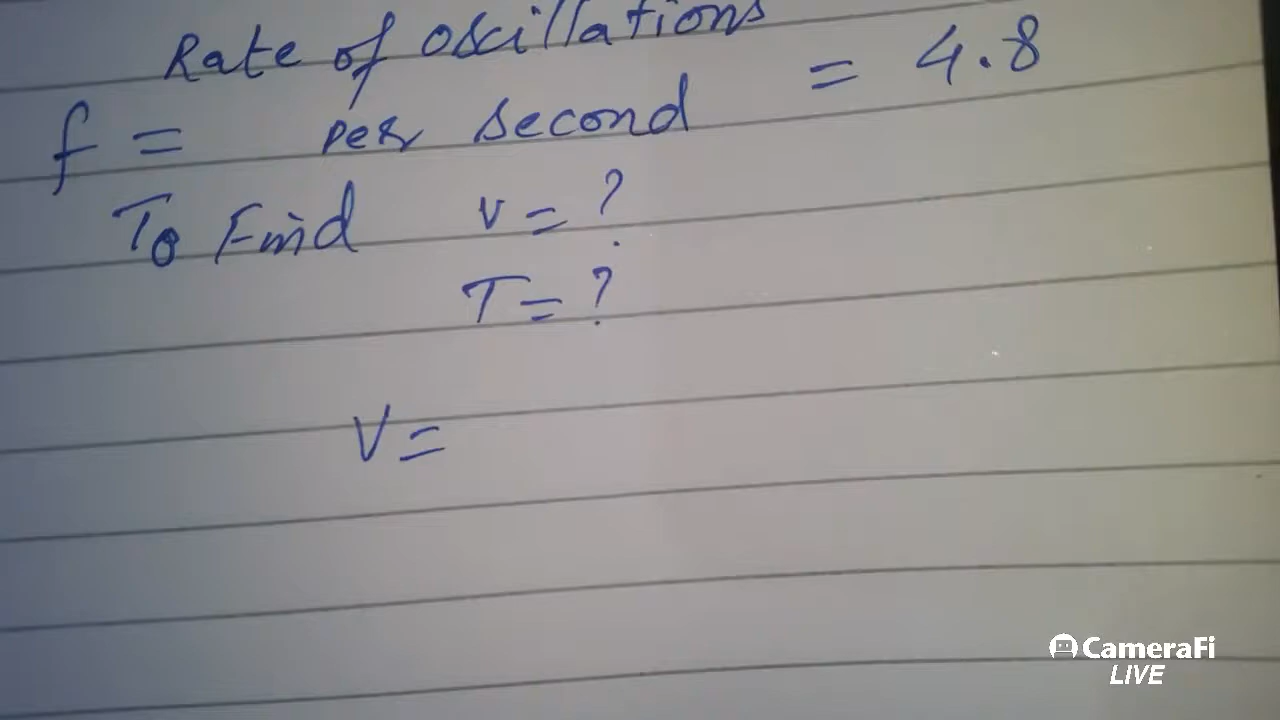 Rate of oscillations
f = per second = 4.8
To Find v = ?
T = ?
V =
CameraFi
LIVE